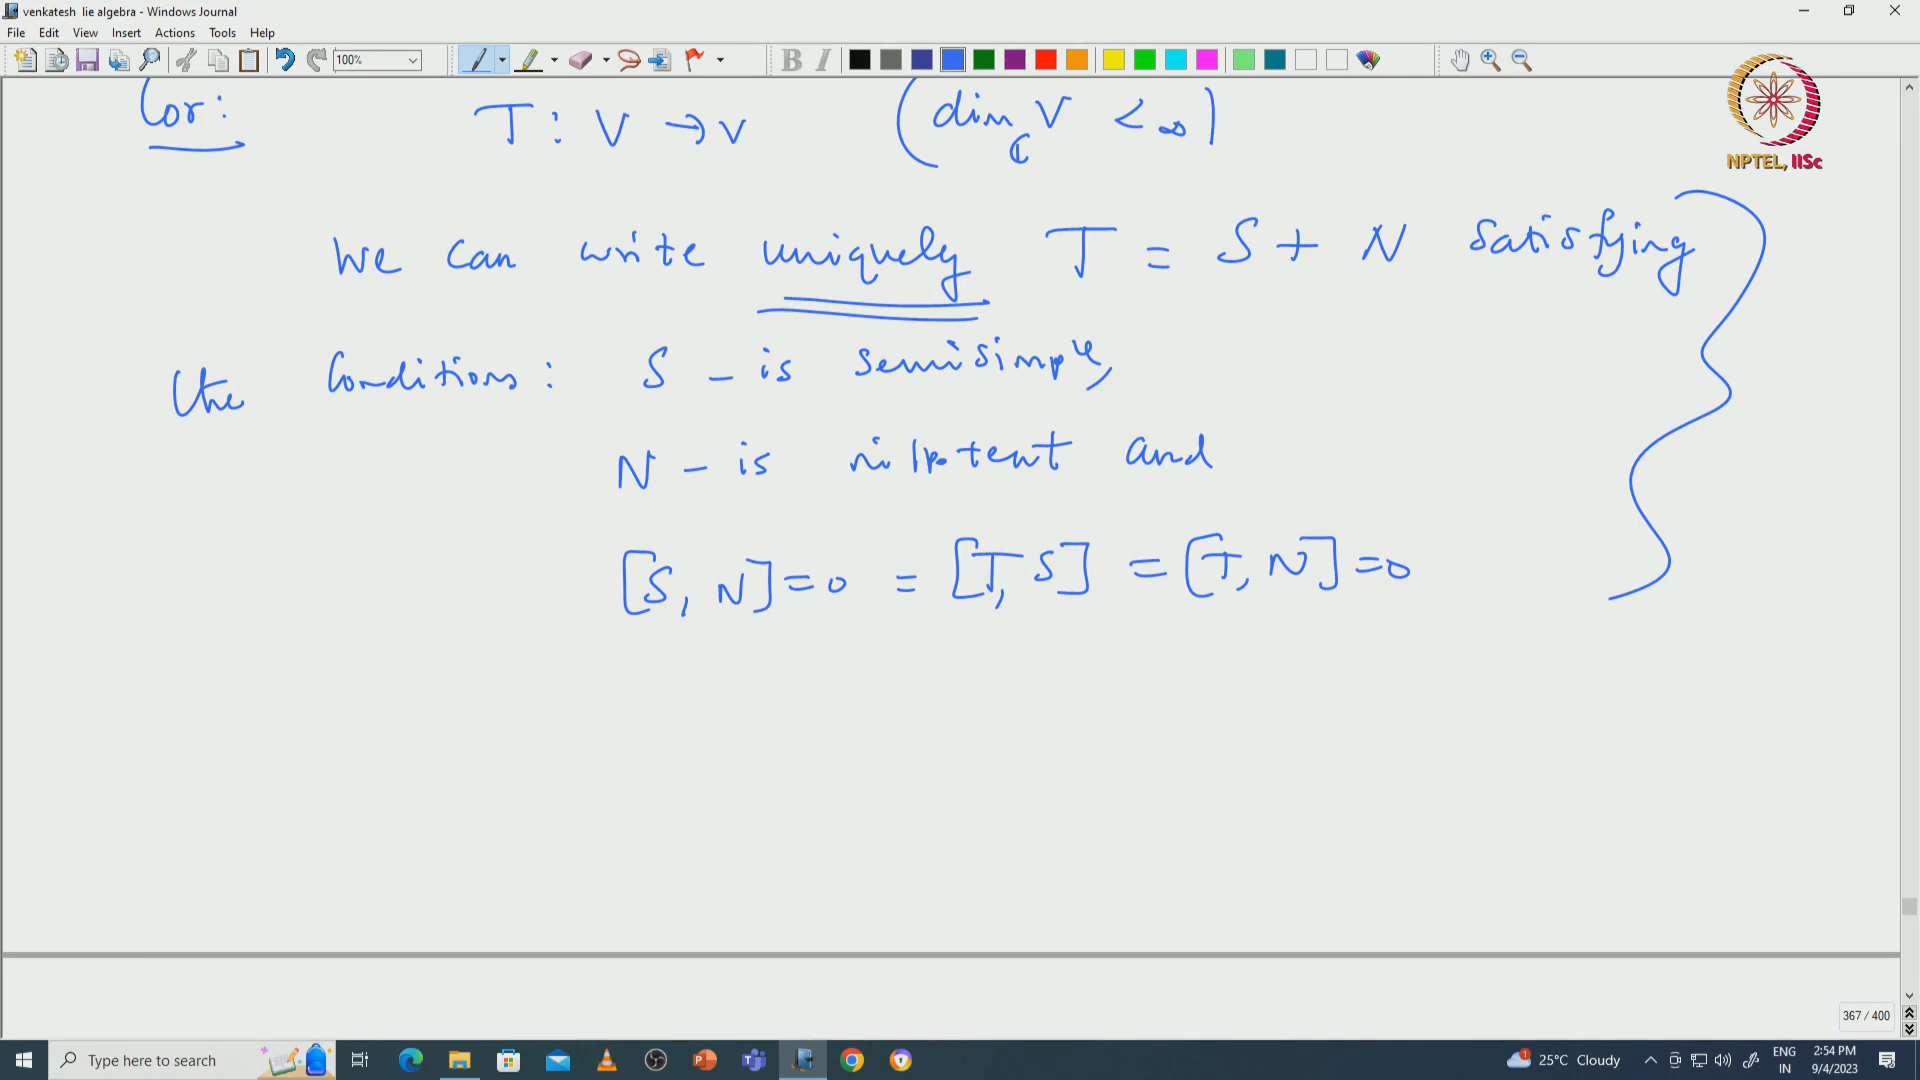 venkatesh lie algebra - Windows Journal
File Edit View Insert Actions Tools Help
100%
B I
NPTEL, IISc
Cor: T : V → V (dim_ℂ V < ∞)
We can write uniquely T = S + N satisfying
the Conditions : S - is semisimple,
N - is nilpotent and
[S, N] = 0 = [T, S] = [T, N] = 0
367 / 400
Type here to search
25°C Cloudy
ENG
IN
2:54 PM
9/4/2023